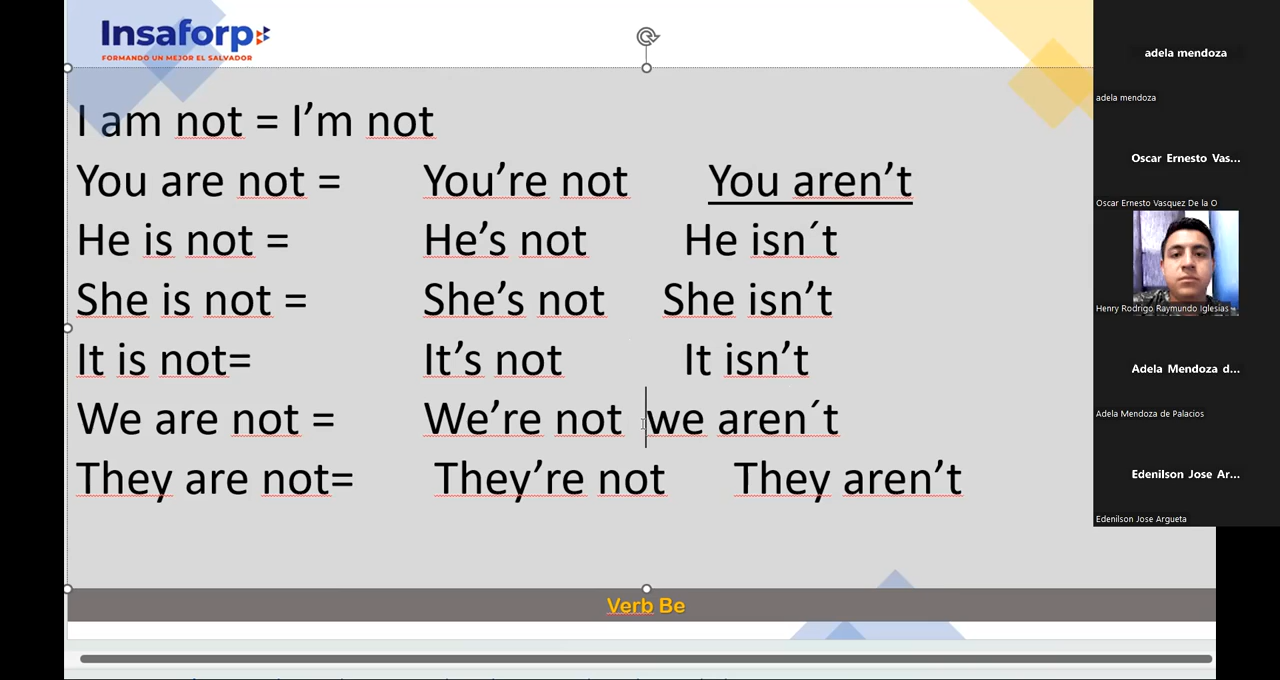 Insaforp
FORMANDO UN MEJOR EL SALVADOR
I am not = I’m not
You are not = You’re not You aren’t
He is not = He’s not He isn´t
She is not = She’s not She isn’t
It is not= It’s not It isn’t
We are not = We’re not we aren´t
They are not= They’re not They aren’t
Verb Be
adela mendoza
adela mendoza
Oscar Ernesto Vas...
Oscar Ernesto Vasquez De la O
Henry Rodrigo Raymundo Iglesias
Adela Mendoza d...
Adela Mendoza de Palacios
Edenilson Jose Ar...
Edenilson Jose Argueta